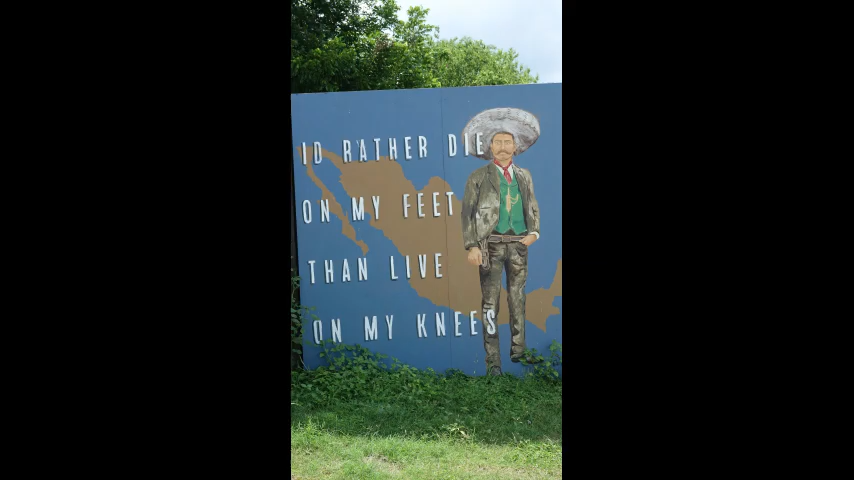 ID RATHER DIE
ON MY FEET
THAN LIVE
ON MY KNEES